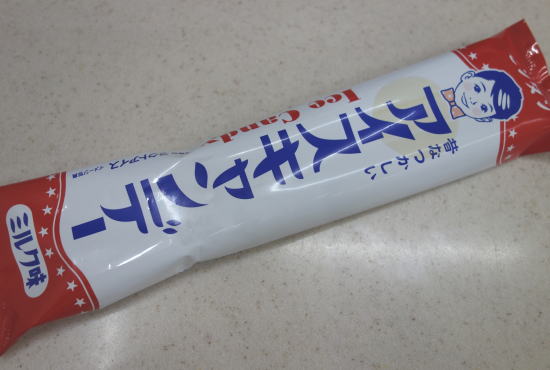 昔なつかしい
アイスキャンデー
Ice Candy
ミルク味